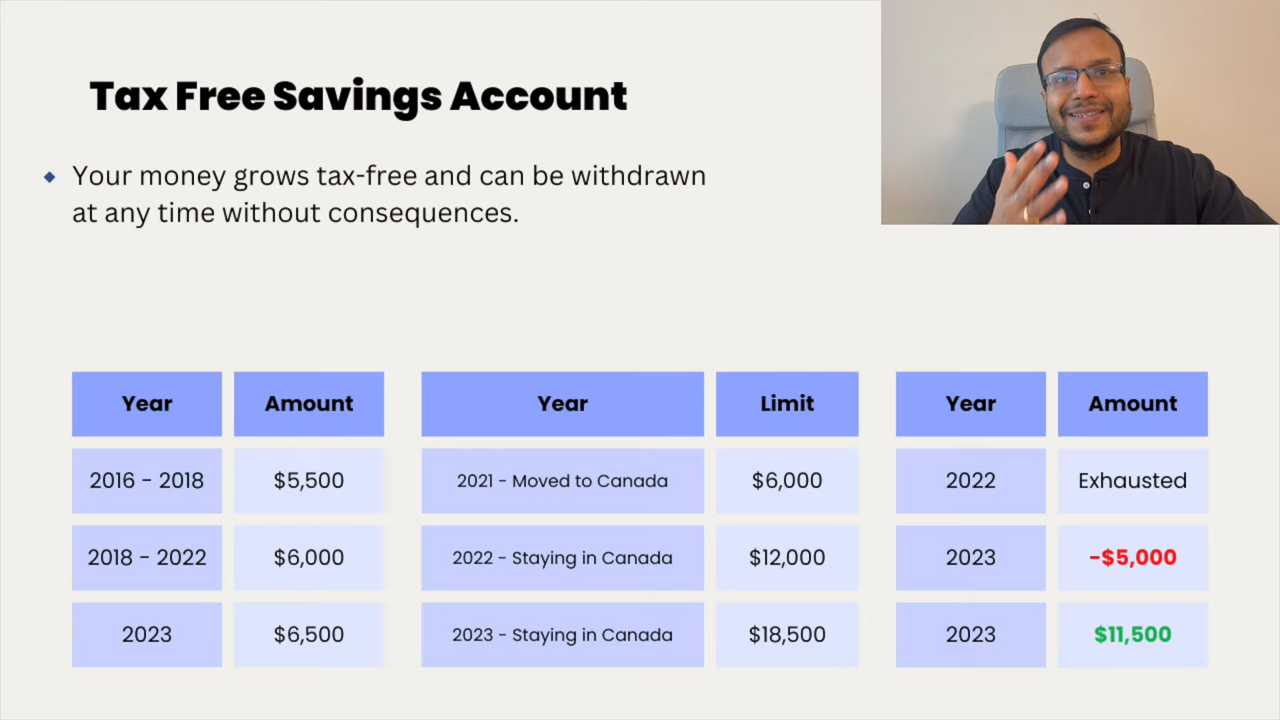 Tax Free Savings Account
Your money grows tax-free and can be withdrawn
at any time without consequences.
Year Amount
2016 - 2018 $5,500
2018 - 2022 $6,000
2023 $6,500
Year Limit
2021 - Moved to Canada $6,000
2022 - Staying in Canada $12,000
2023 - Staying in Canada $18,500
Year Amount
2022 Exhausted
2023 -$5,000
2023 $11,500